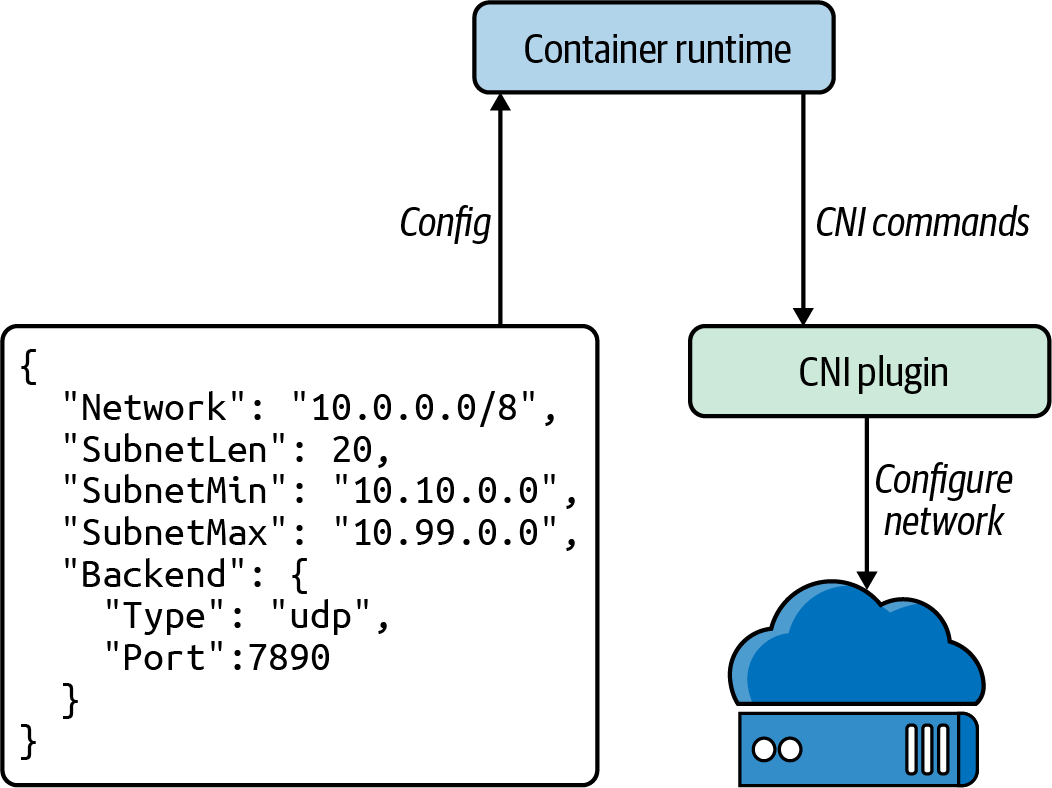 Container runtime
Config
CNI commands
{
  "Network": "10.0.0.0/8",
  "SubnetLen": 20,
  "SubnetMin": "10.10.0.0",
  "SubnetMax": "10.99.0.0",
  "Backend": {
    "Type": "udp",
    "Port":7890
  }
}
CNI plugin
Configure
network